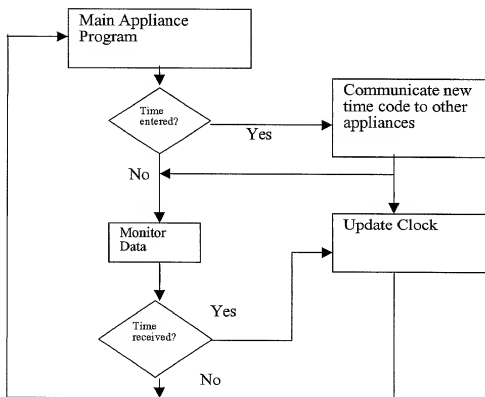 Main Appliance
Program
Time
entered?
Yes
Communicate new
time code to other
appliances
No
Monitor
Data
Update Clock
Time
received?
Yes
No